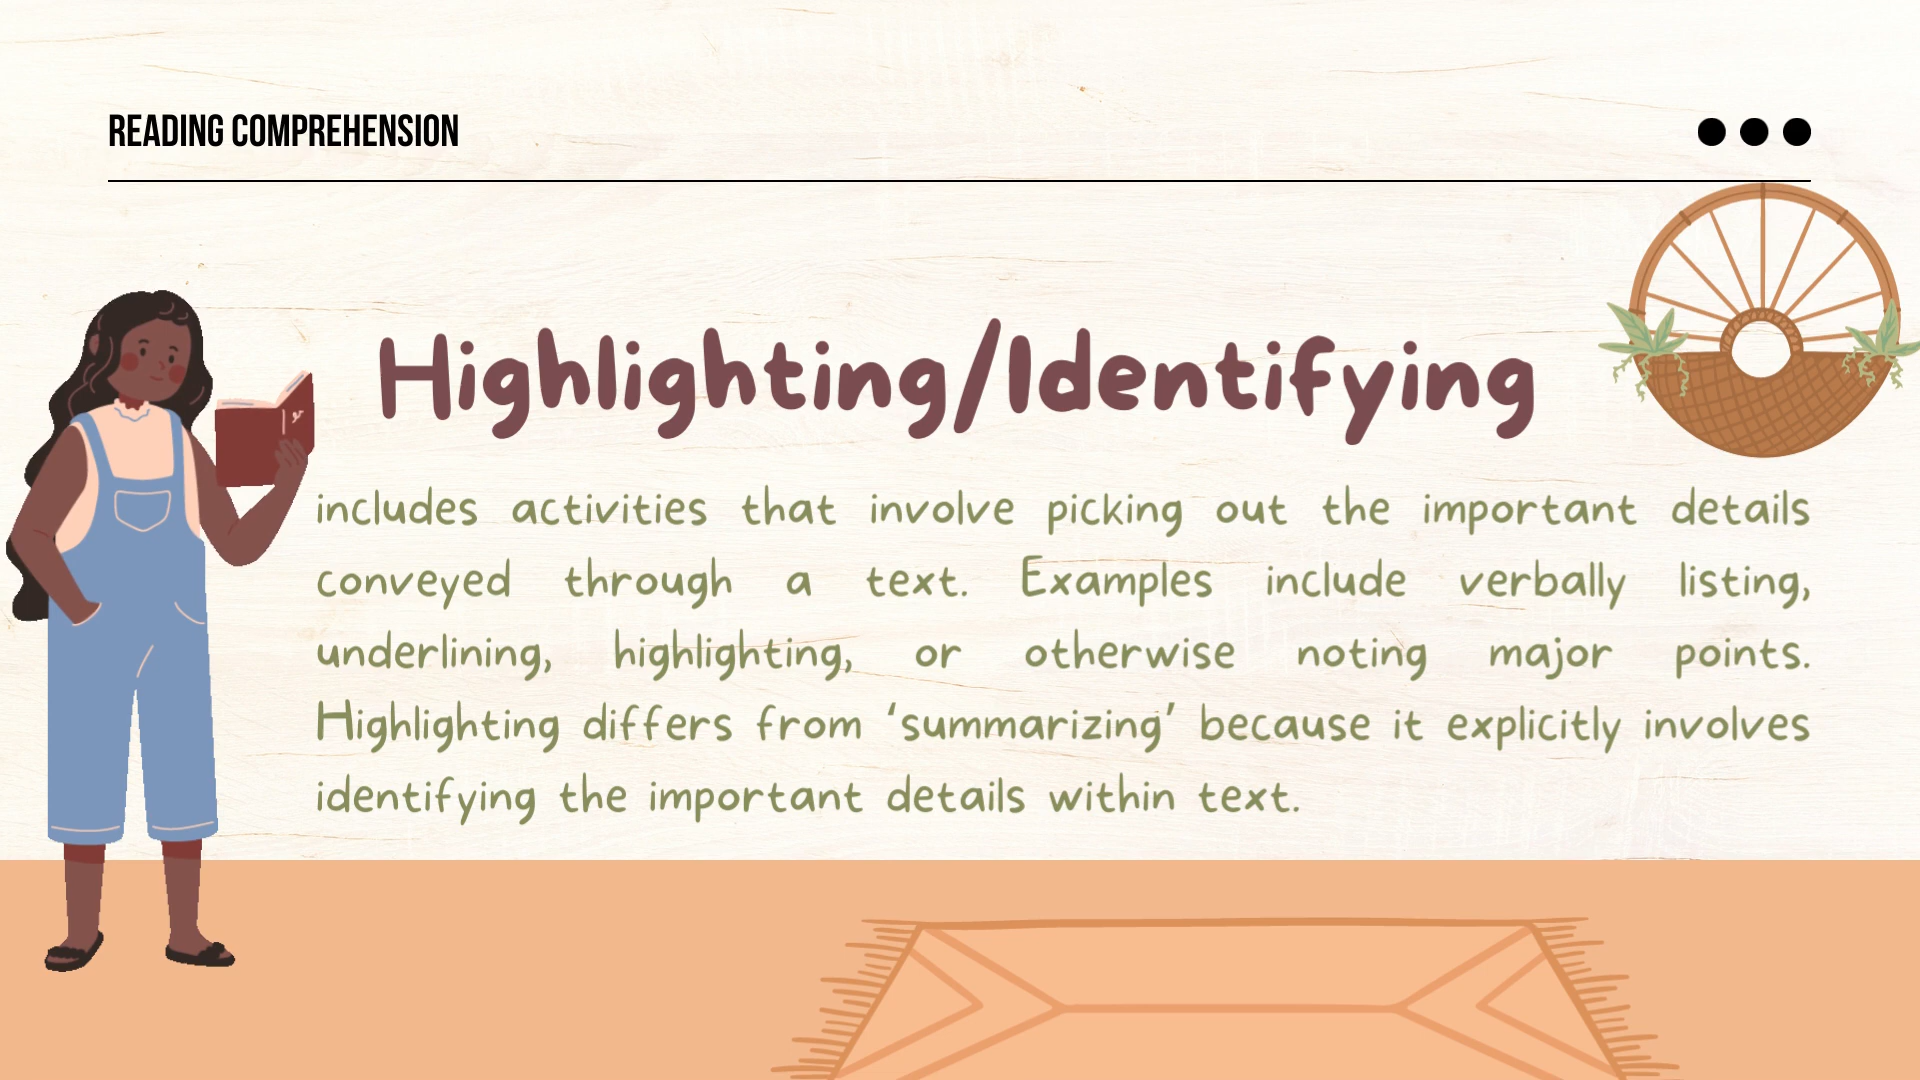 READING COMPREHENSION
Highlighting/Identifying
includes activities that involve picking out the important details
conveyed through a text. Examples include verbally listing,
underlining, highlighting, or otherwise noting major points.
Highlighting differs from ‘summarizing’ because it explicitly involves
identifying the important details within text.